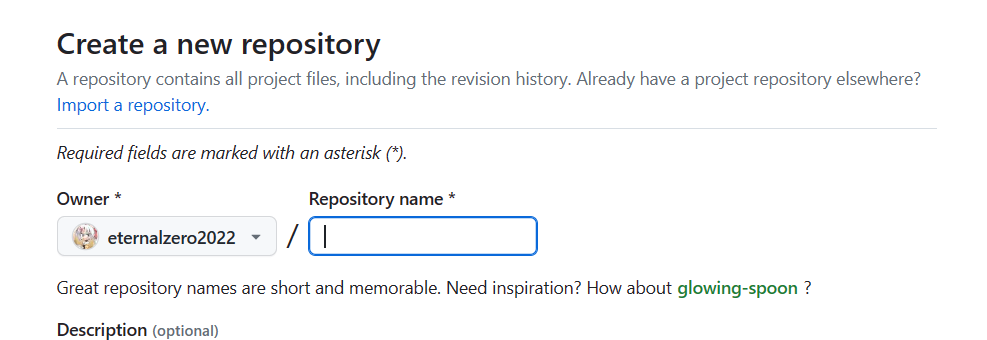 Create a new repository
A repository contains all project files, including the revision history. Already have a project repository elsewhere?
Import a repository.
Required fields are marked with an asterisk (*).
Owner *
Repository name *
eternalzero2022
/
Great repository names are short and memorable. Need inspiration? How about glowing-spoon ?
Description (optional)